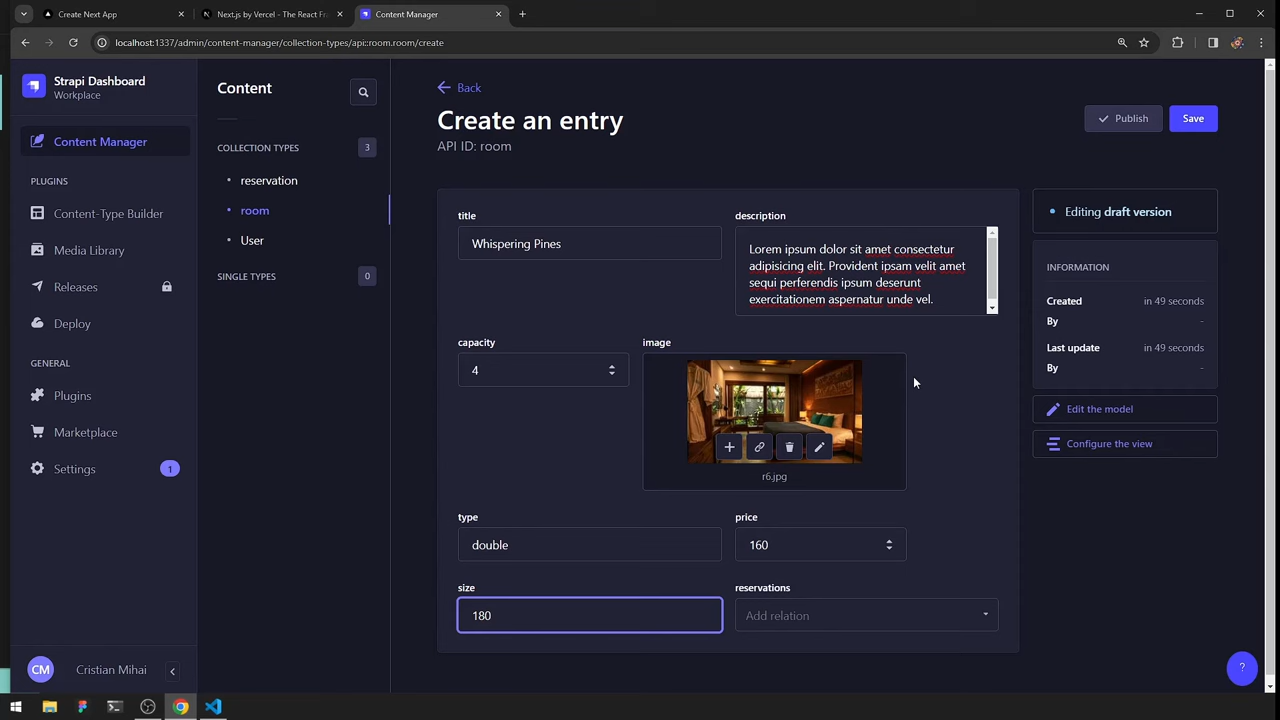 Create Next App
Next.js by Vercel - The React Fr
Content Manager
localhost:1337/admin/content-manager/collection-types/api::room.room/create
Strapi Dashboard
Workplace
Content Manager
PLUGINS
Content-Type Builder
Media Library
Releases
Deploy
GENERAL
Plugins
Marketplace
Settings
1
CM
Cristian Mihai
Content
COLLECTION TYPES
3
reservation
room
User
SINGLE TYPES
0
Back
Create an entry
API ID: room
Publish
Save
title
Whispering Pines
description
Lorem ipsum dolor sit amet consectetur
adipisicing elit. Provident ipsam velit amet
sequi perferendis ipsum deserunt
exercitationem aspernatur unde vel.
capacity
4
image
r6.jpg
type
double
price
160
size
180
reservations
Add relation
Editing draft version
INFORMATION
Created
in 49 seconds
By
-
Last update
in 49 seconds
By
-
Edit the model
Configure the view
?